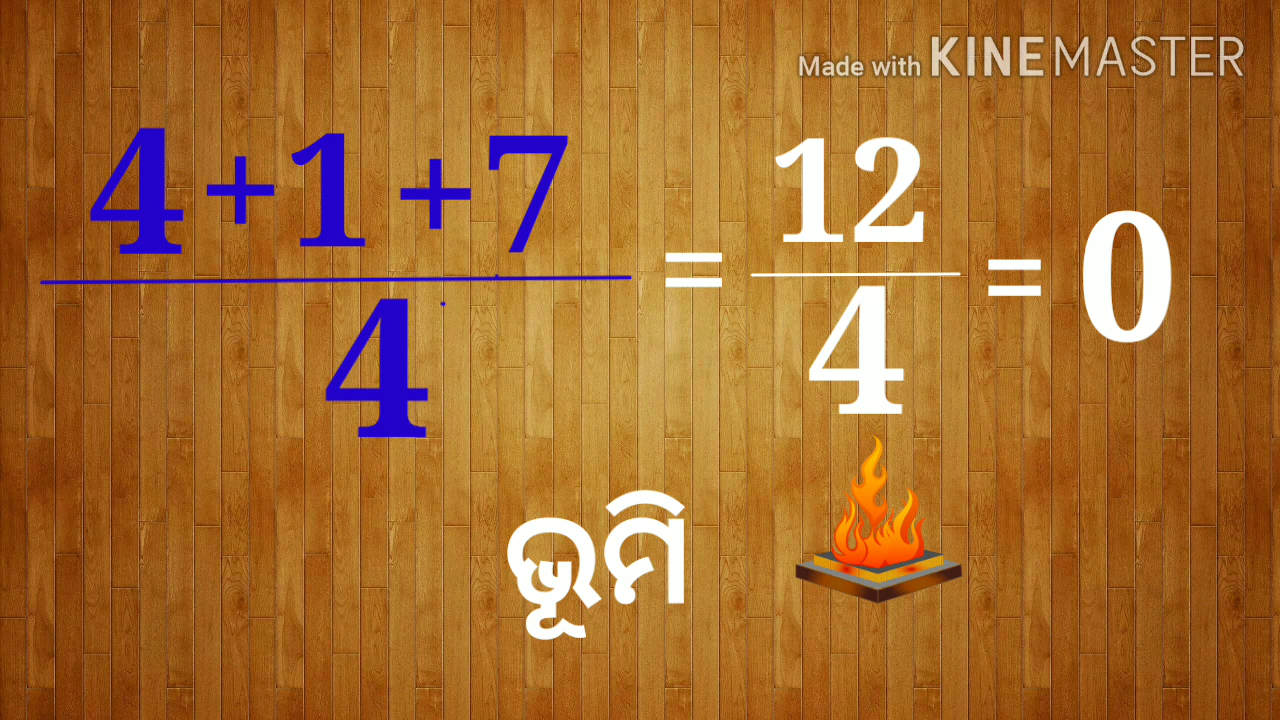 Made with KINEMASTER
4+1+7 = 12 = 0
4 4
ଭୂମି